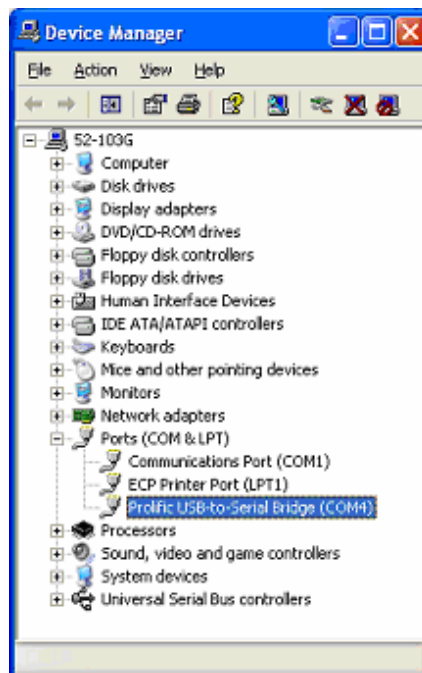 Device Manager
File Action View Help
52-103G
Computer
Disk drives
Display adapters
DVD/CD-ROM drives
Floppy disk controllers
Floppy disk drives
Human Interface Devices
IDE ATA/ATAPI controllers
Keyboards
Mice and other pointing devices
Monitors
Network adapters
Ports (COM & LPT)
Communications Port (COM1)
ECP Printer Port (LPT1)
Prolific USB-to-Serial Bridge (COM4)
Processors
Sound, video and game controllers
System devices
Universal Serial Bus controllers